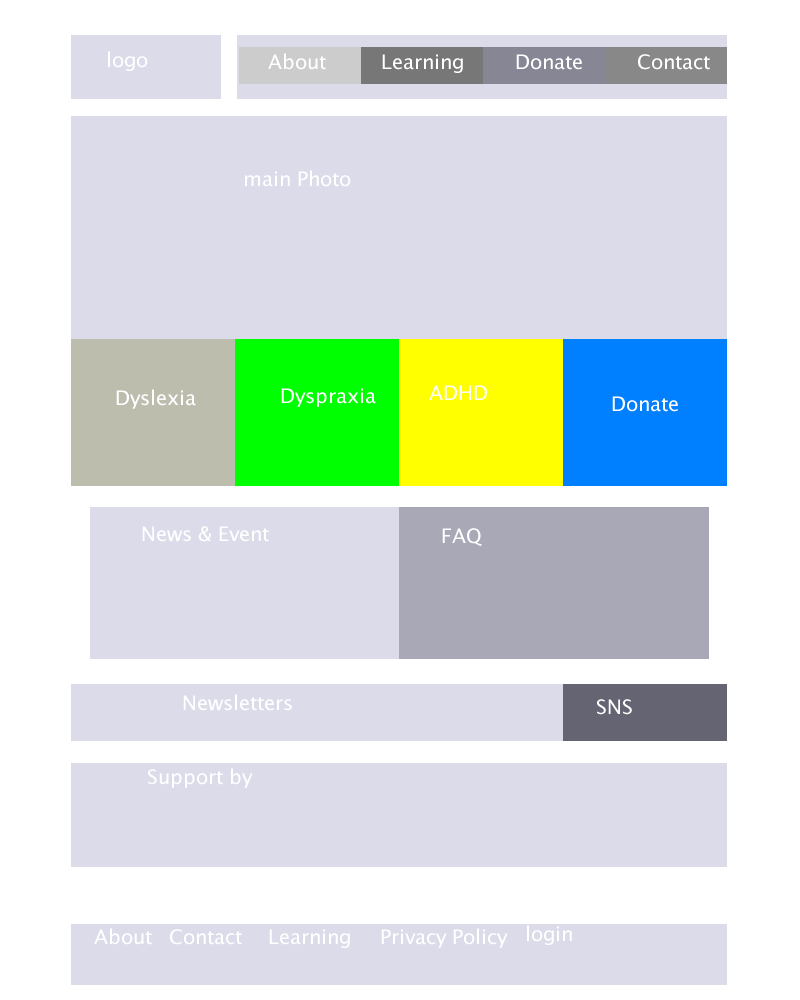 logo
About Learning Donate Contact
main Photo
Dyslexia Dyspraxia ADHD Donate
News & Event FAQ
Newsletters SNS
Support by
About Contact Learning Privacy Policy login